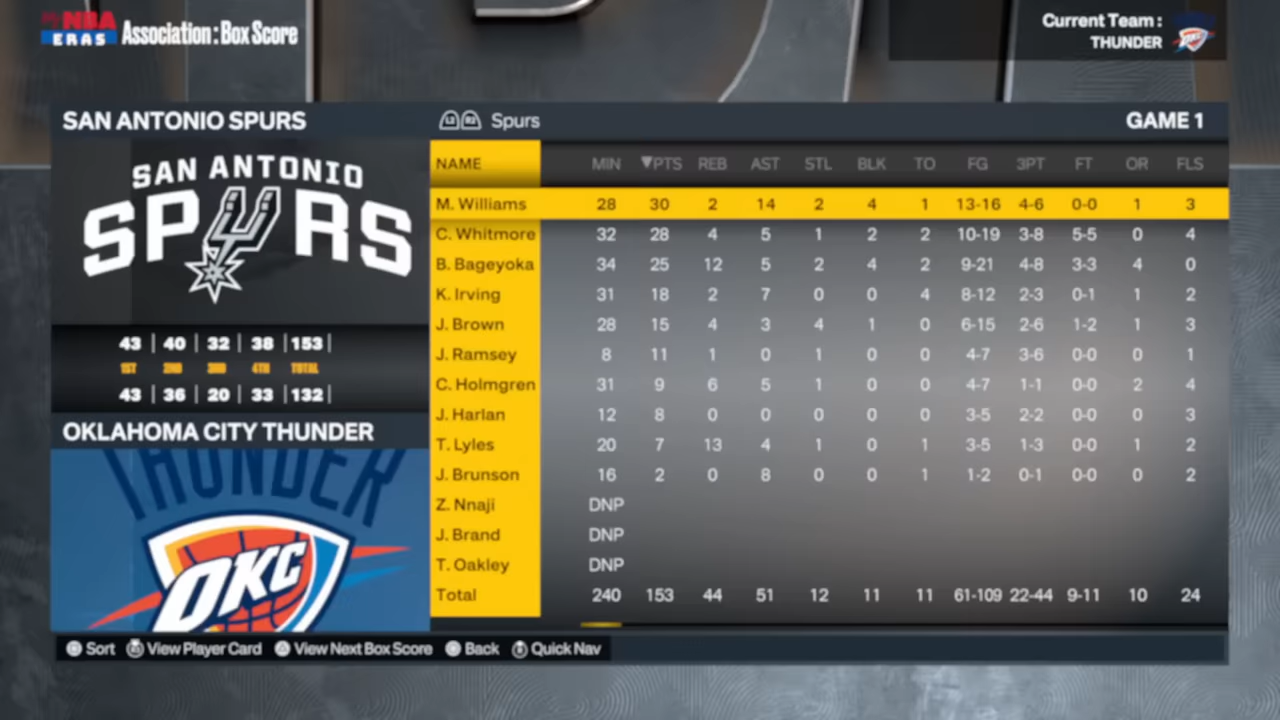 MyNBA ERAS Association : Box Score
Current Team :
THUNDER
SAN ANTONIO SPURS
SAN ANTONIO
SPURS
43 | 40 | 32 | 38 | 153 |
1ST 2ND 3RD 4TH TOTAL
43 | 36 | 20 | 33 | 132 |
OKLAHOMA CITY THUNDER
THUNDER
OKC
L2 R2 Spurs GAME 1
NAME MIN ▼PTS REB AST STL BLK TO FG 3PT FT OR FLS
M. Williams 28 30 2 14 2 4 1 13-16 4-6 0-0 1 3
C. Whitmore 32 28 4 5 1 2 2 10-19 3-8 5-5 0 4
B. Bageyoka 34 25 12 5 2 4 2 9-21 4-8 3-3 4 0
K. Irving 31 18 2 7 0 0 4 8-12 2-3 0-1 1 2
J. Brown 28 15 4 3 4 1 0 6-15 2-6 1-2 1 3
J. Ramsey 8 11 1 0 1 0 0 4-7 3-6 0-0 0 1
C. Holmgren 31 9 6 5 1 0 0 4-7 1-1 0-0 2 4
J. Harlan 12 8 0 0 0 0 0 3-5 2-2 0-0 0 3
T. Lyles 20 7 13 4 1 0 1 3-5 1-3 0-0 1 2
J. Brunson 16 2 0 8 0 0 1 1-2 0-1 0-0 0 2
Z. Nnaji DNP
J. Brand DNP
T. Oakley DNP
Total 240 153 44 51 12 11 11 61-109 22-44 9-11 10 24
Sort View Player Card View Next Box Score Back Quick Nav